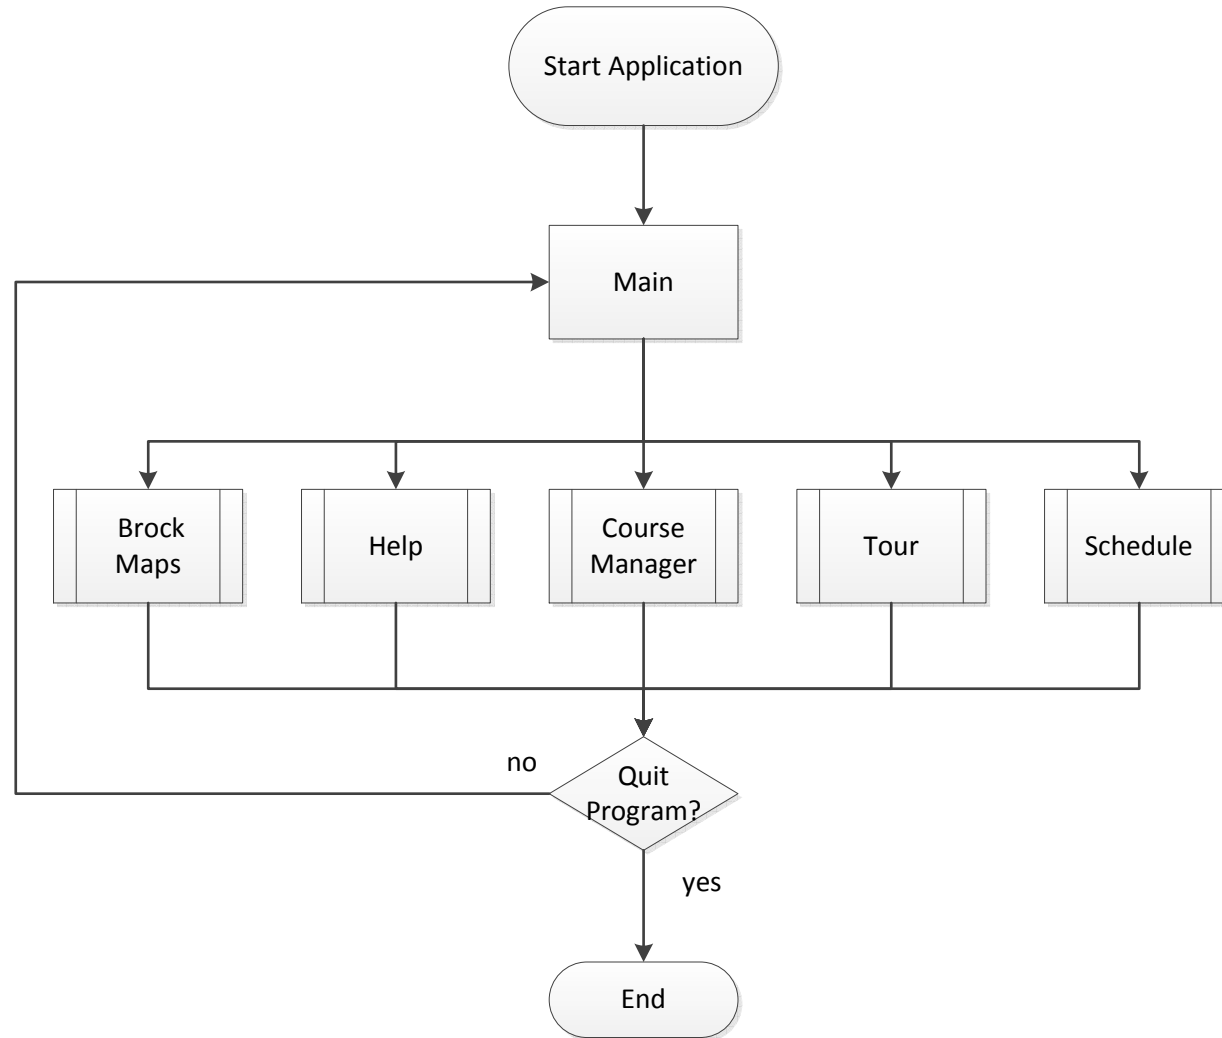 Start Application
Main
Brock
Maps
Help
Course
Manager
Tour
Schedule
no
Quit
Program?
yes
End